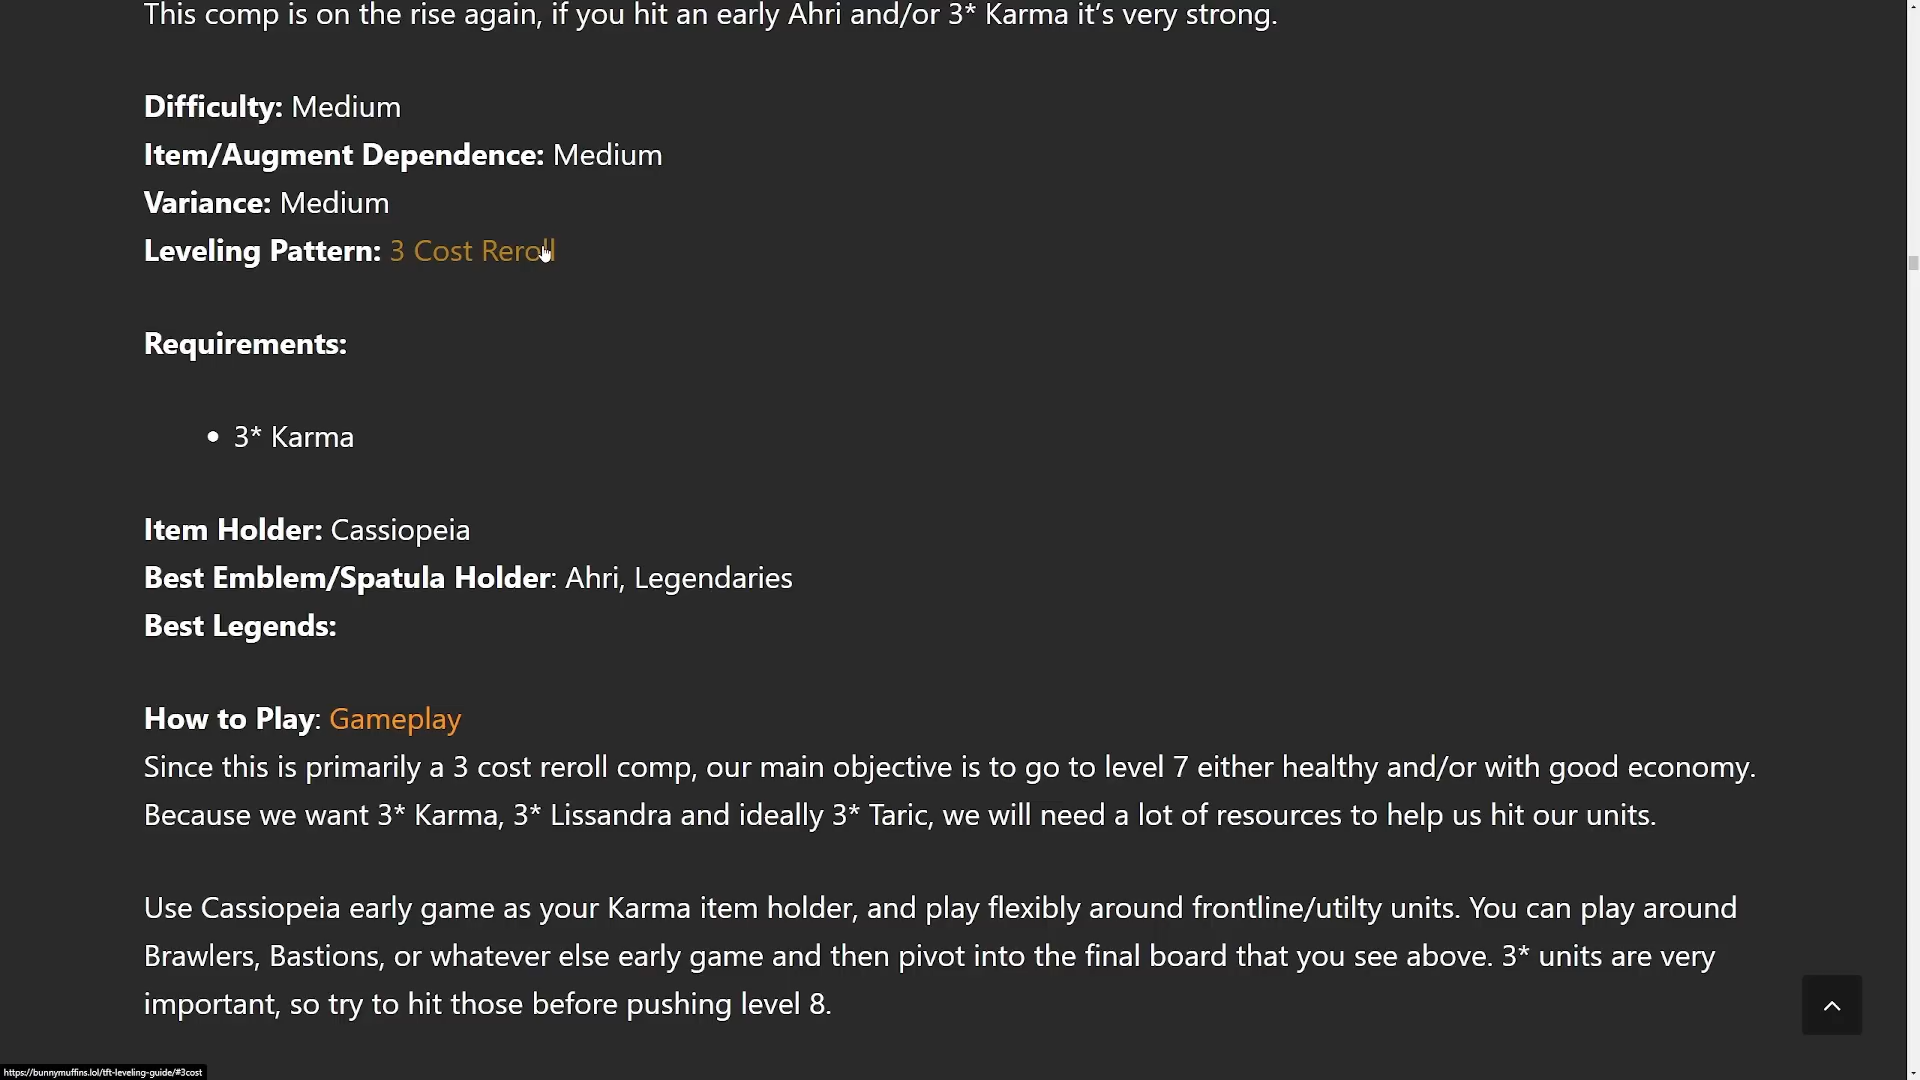 This comp is on the rise again, if you hit an early Ahri and/or 3* Karma it’s very strong.
Difficulty: Medium
Item/Augment Dependence: Medium
Variance: Medium
Leveling Pattern: 3 Cost Reroll
Requirements:
• 3* Karma
Item Holder: Cassiopeia
Best Emblem/Spatula Holder: Ahri, Legendaries
Best Legends:
How to Play: Gameplay
Since this is primarily a 3 cost reroll comp, our main objective is to go to level 7 either healthy and/or with good economy.
Because we want 3* Karma, 3* Lissandra and ideally 3* Taric, we will need a lot of resources to help us hit our units.
Use Cassiopeia early game as your Karma item holder, and play flexibly around frontline/utilty units. You can play around
Brawlers, Bastions, or whatever else early game and then pivot into the final board that you see above. 3* units are very
important, so try to hit those before pushing level 8.
https://bunnymuffins.lol/tft-leveling-guide/#3cost